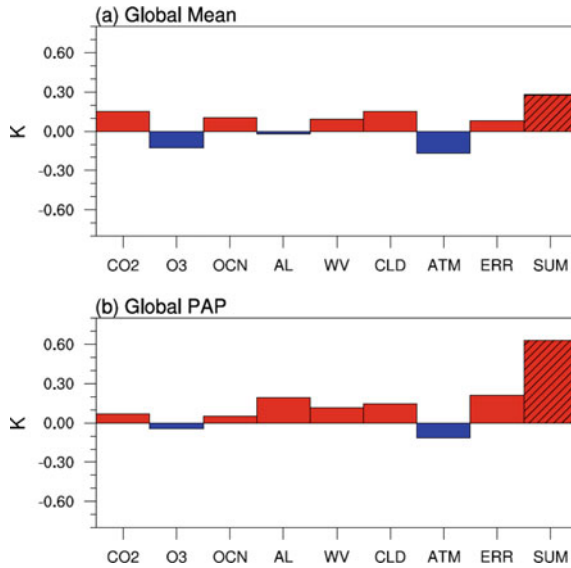 (a) Global Mean
0.60
0.30
0.00
-0.30
-0.60
K
CO2 O3 OCN AL WV CLD ATM ERR SUM
(b) Global PAP
0.60
0.30
0.00
-0.30
-0.60
K
CO2 O3 OCN AL WV CLD ATM ERR SUM